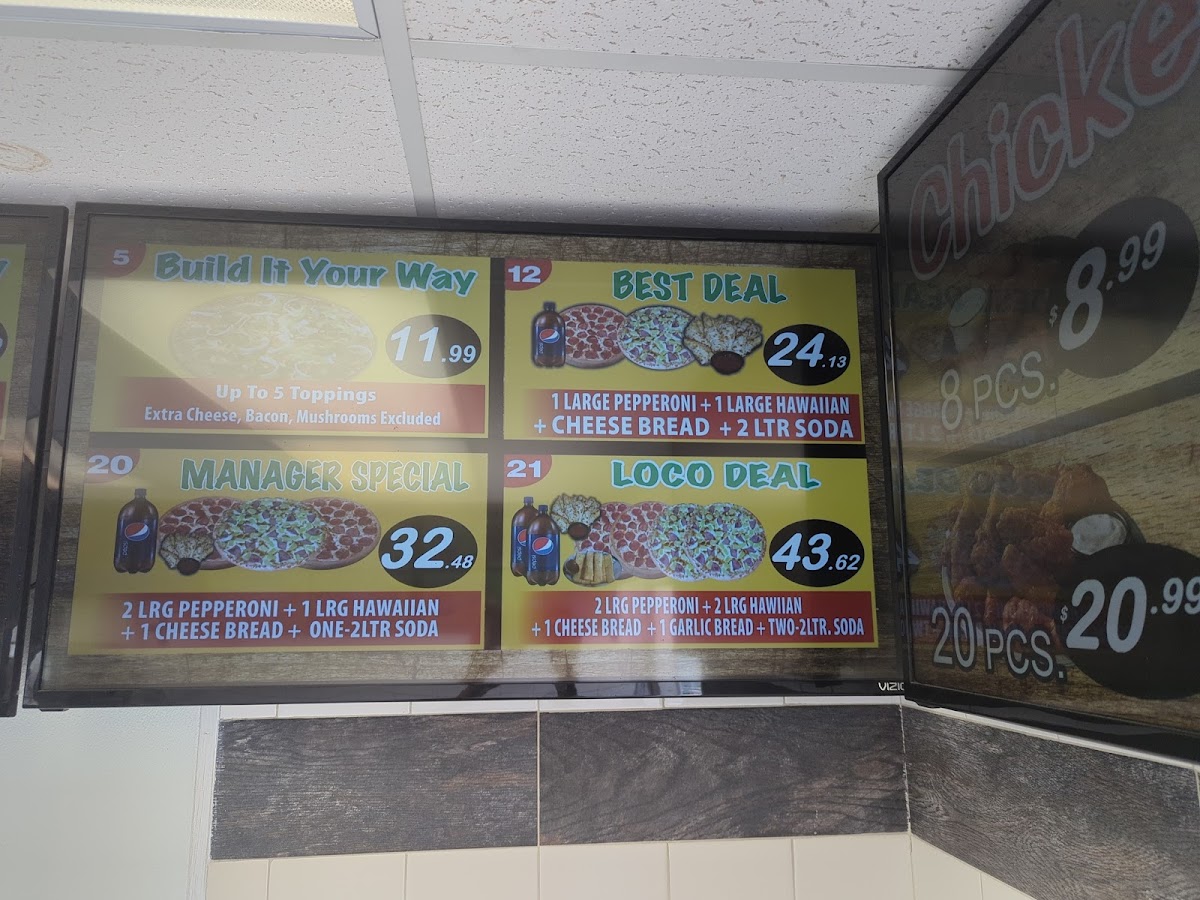 5
Build It Your Way
11.99
Up To 5 Toppings
Extra Cheese, Bacon, Mushrooms Excluded
12
BEST DEAL
24.13
1 LARGE PEPPERONI + 1 LARGE HAWAIIAN
+ CHEESE BREAD + 2 LTR SODA
20
MANAGER SPECIAL
32.48
2 LRG PEPPERONI + 1 LRG HAWAIIAN
+ 1 CHEESE BREAD + ONE-2LTR SODA
21
LOCO DEAL
43.62
2 LRG PEPPERONI + 2 LRG HAWIIAN
+ 1 CHEESE BREAD + 1 GARLIC BREAD + TWO-2LTR. SODA
VIZIO
Chicke
$8.99
8 PCS.
$20.99
20 PCS.